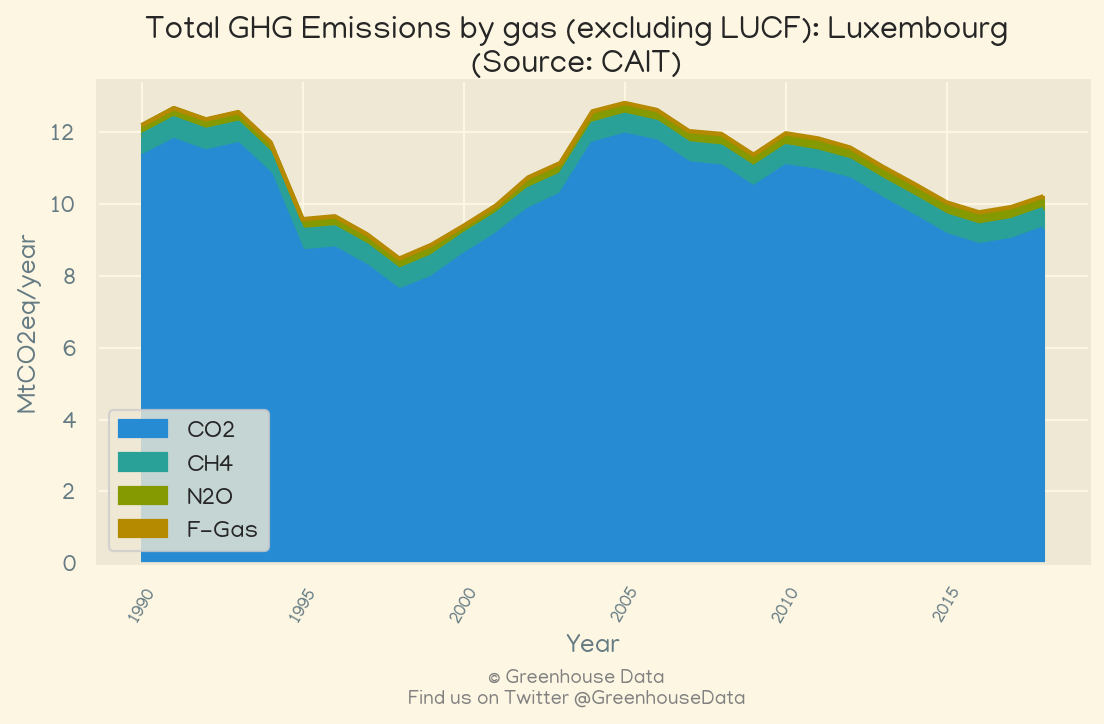 Total GHG Emissions by gas (excluding LUCF): Luxembourg
(Source: CAIT)
MtCO2eq/year
12
10
8
6
4
2
0
CO2
CH4
N2O
F-Gas
1990
1995
2000
2005
2010
2015
Year
© Greenhouse Data
Find us on Twitter @GreenhouseData